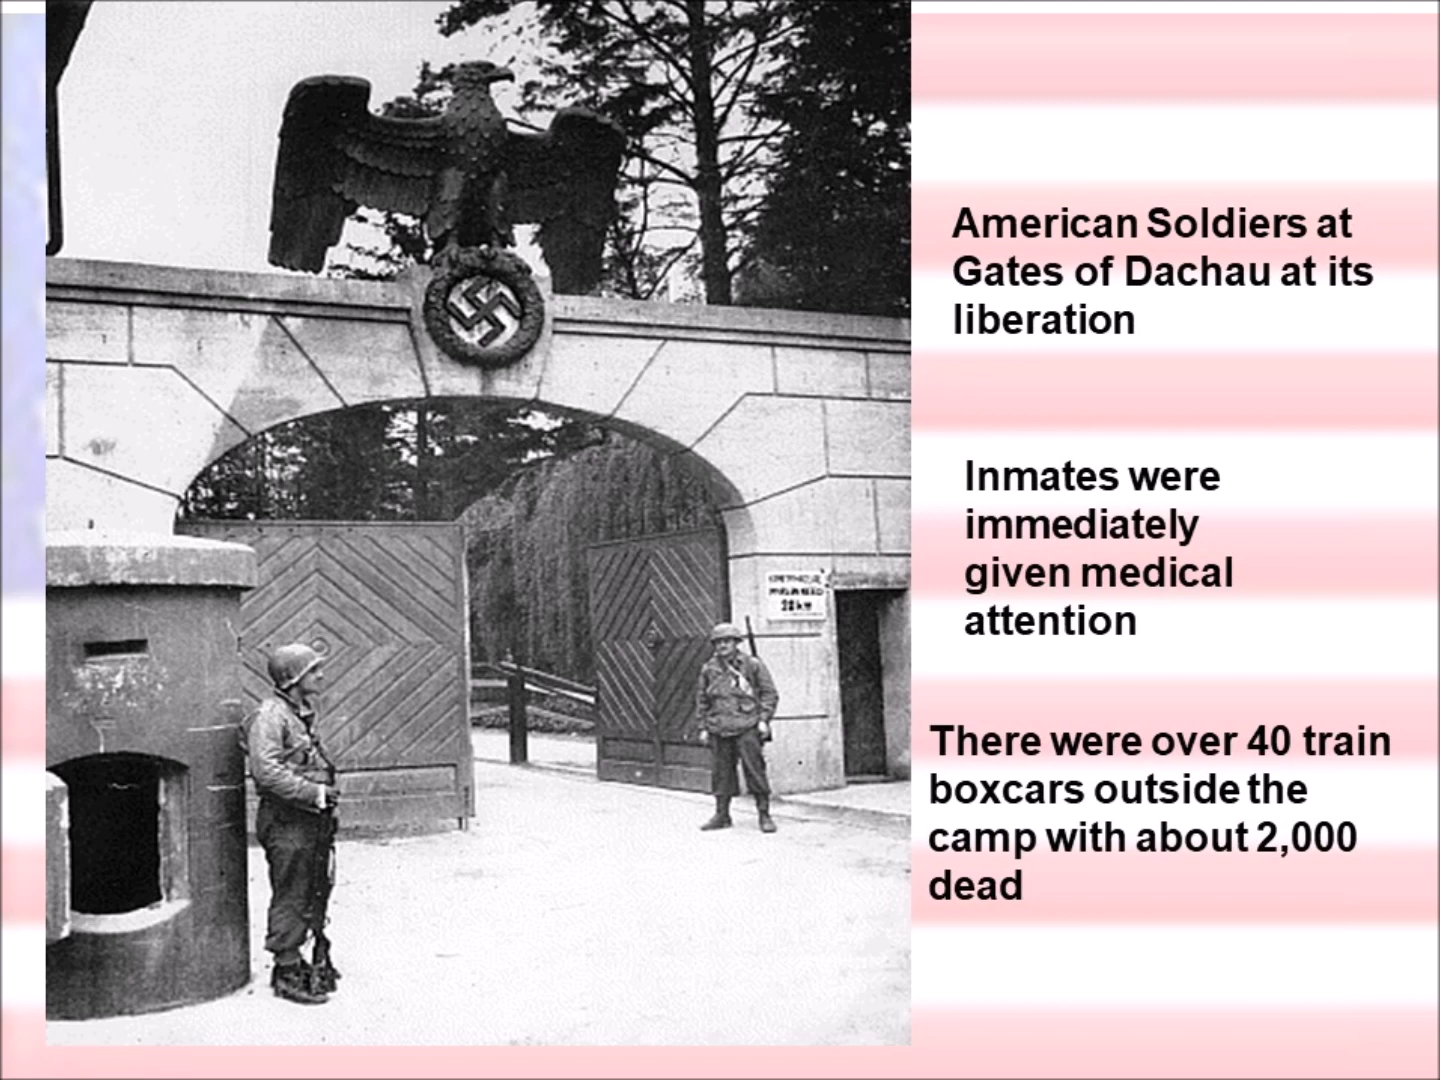 American Soldiers at
Gates of Dachau at its
liberation
Inmates were
immediately
given medical
attention
There were over 40 train
boxcars outside the
camp with about 2,000
dead